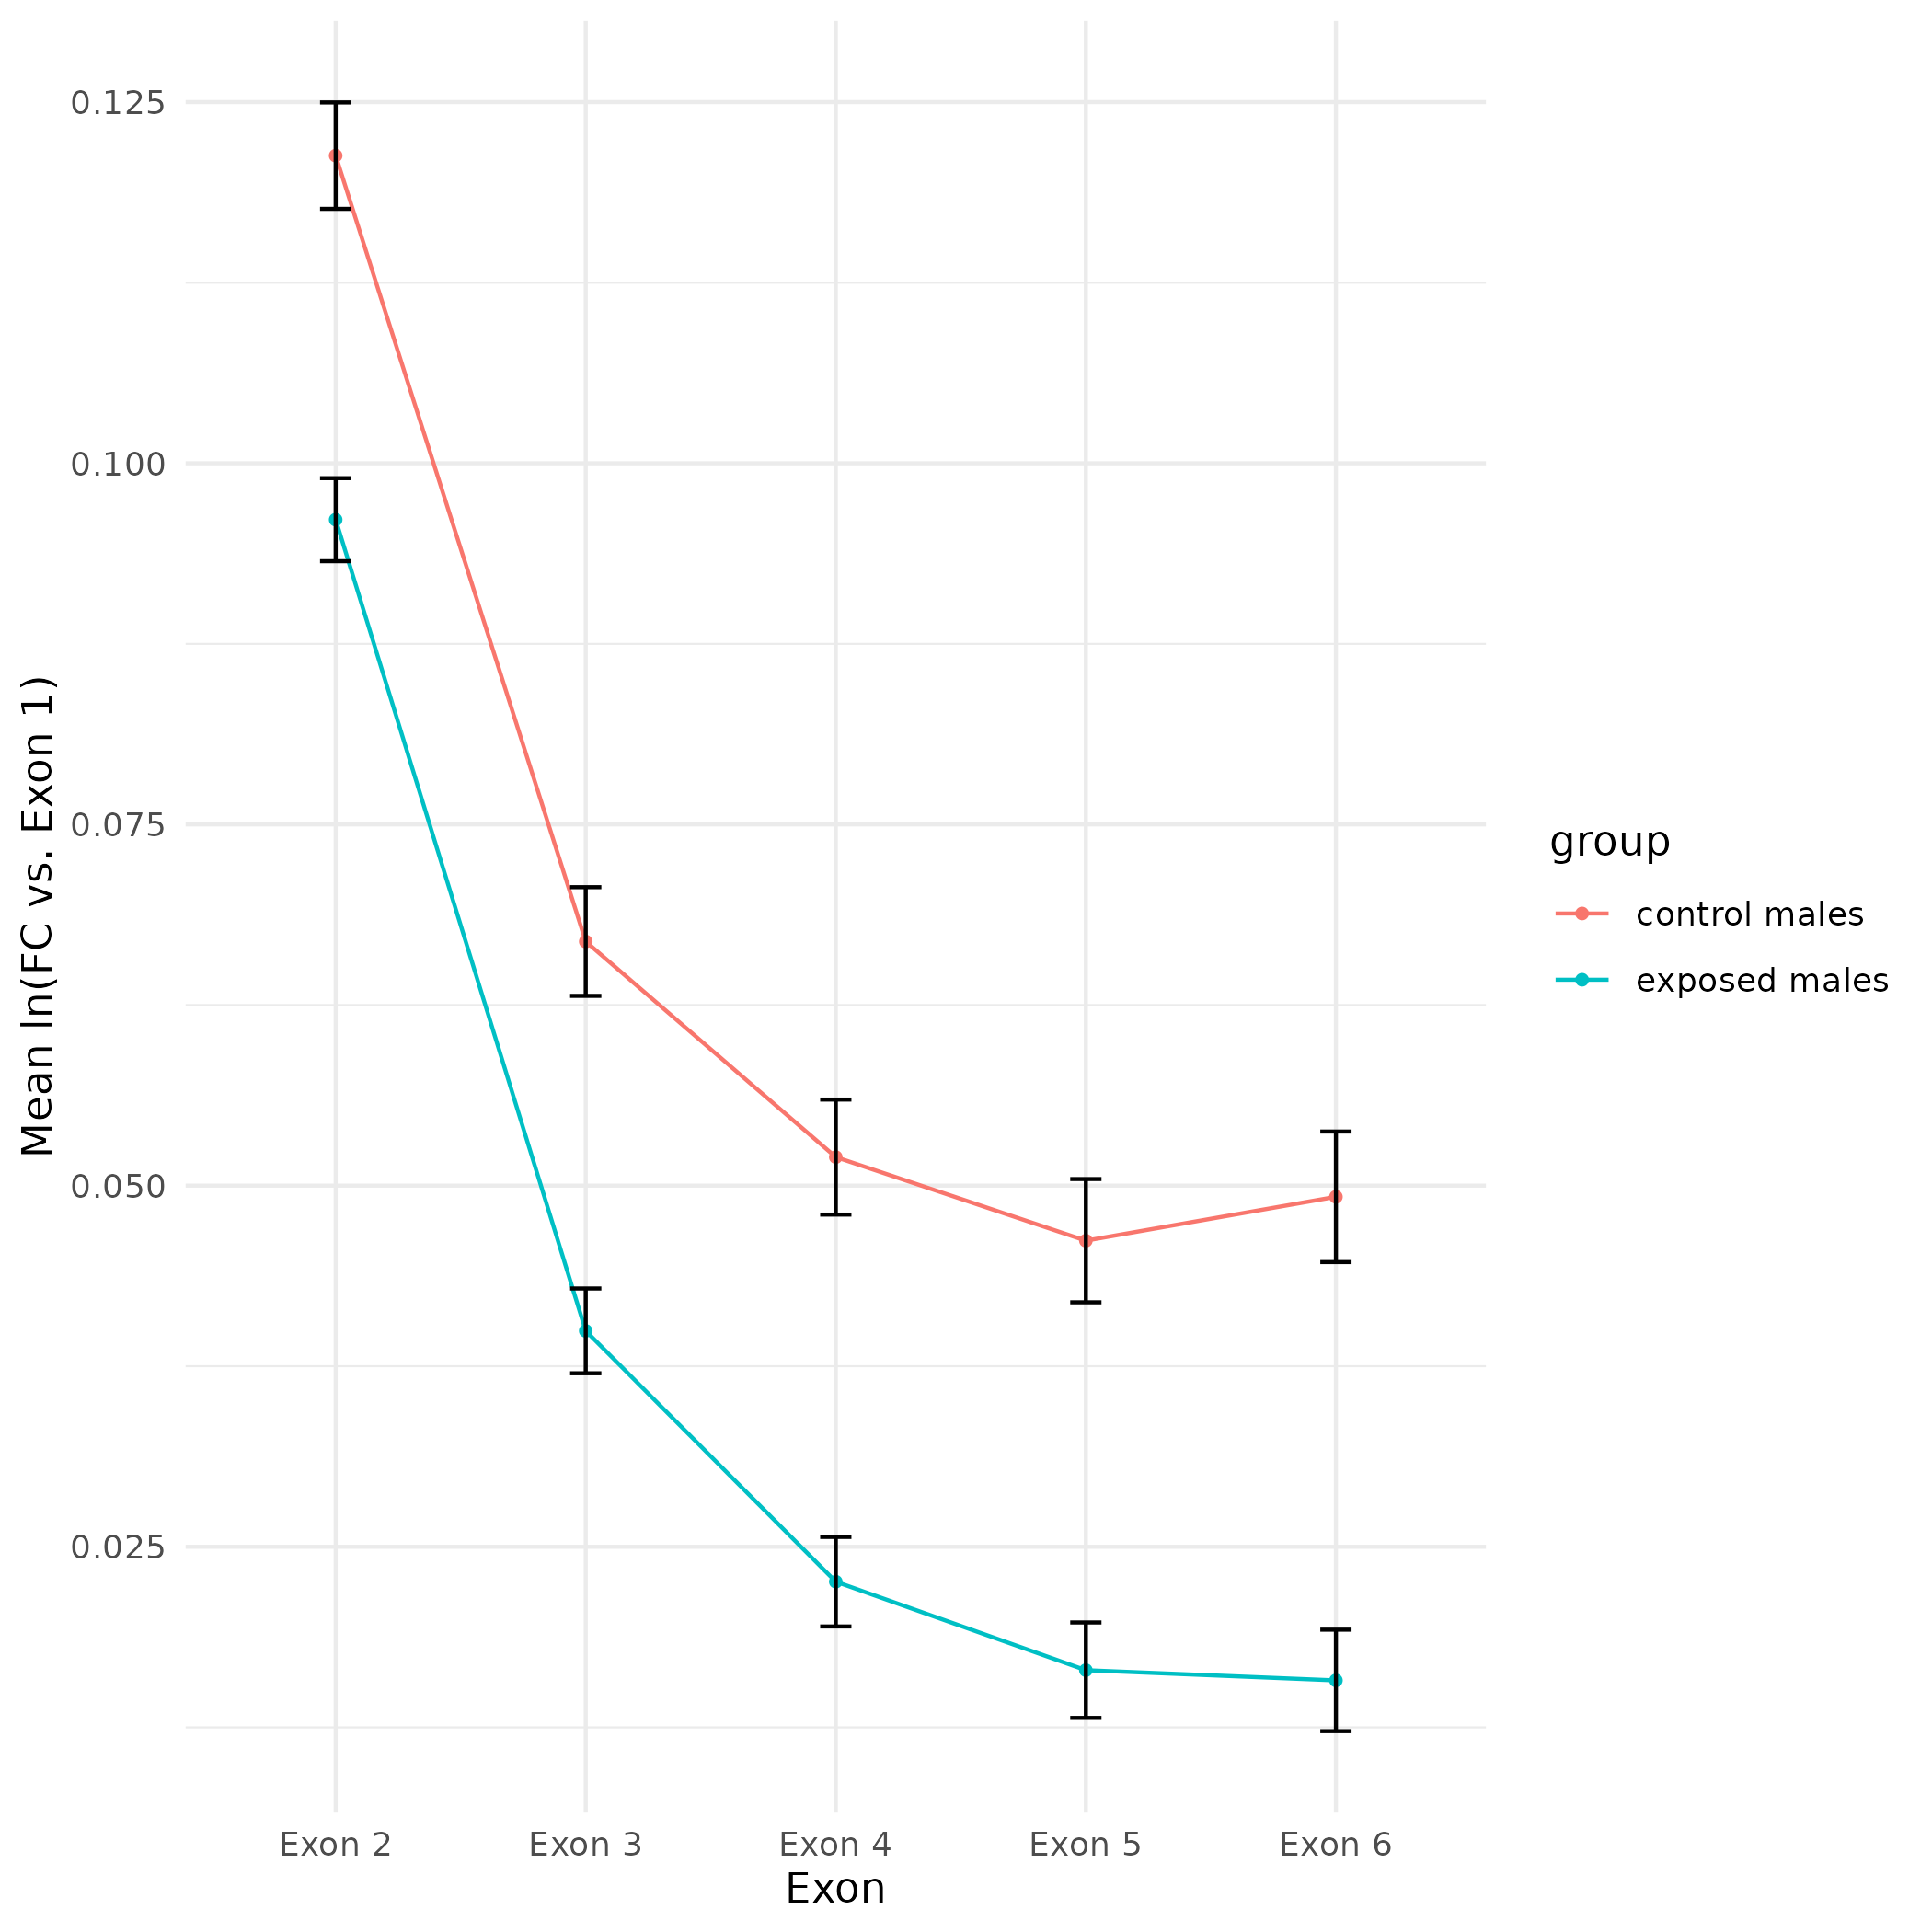 0.125
0.100
0.075
0.050
0.025
Mean ln(FC vs. Exon 1)
Exon 2 Exon 3 Exon 4 Exon 5 Exon 6
Exon
group
control males
exposed males